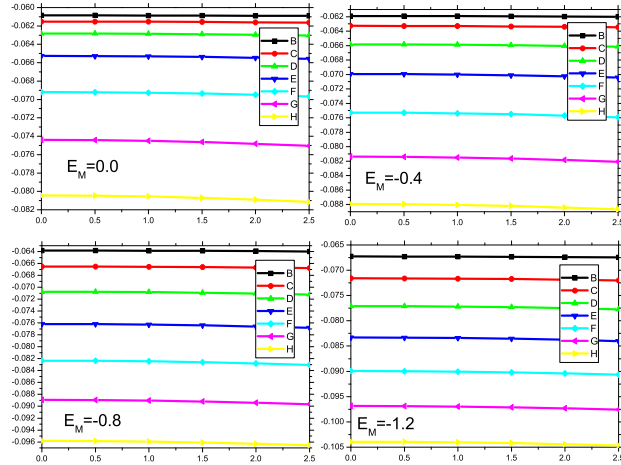 -0.060
-0.062
-0.064
-0.066
-0.068
-0.070
-0.072
-0.074
-0.076
-0.078
-0.080
-0.082
0.0 0.5 1.0 1.5 2.0 2.5
B
C
D
E
F
G
H
E_M=0.0
-0.062
-0.064
-0.066
-0.068
-0.070
-0.072
-0.074
-0.076
-0.078
-0.080
-0.082
-0.084
-0.086
-0.088
0.0 0.5 1.0 1.5 2.0 2.5
B
C
D
E
F
G
H
E_M=-0.4
-0.064
-0.066
-0.068
-0.070
-0.072
-0.074
-0.076
-0.078
-0.080
-0.082
-0.084
-0.086
-0.088
-0.090
-0.092
-0.094
-0.096
0.0 0.5 1.0 1.5 2.0 2.5
B
C
D
E
F
G
H
E_M=-0.8
-0.065
-0.070
-0.075
-0.080
-0.085
-0.090
-0.095
-0.100
-0.105
0.0 0.5 1.0 1.5 2.0 2.5
B
C
D
E
F
G
H
E_M=-1.2